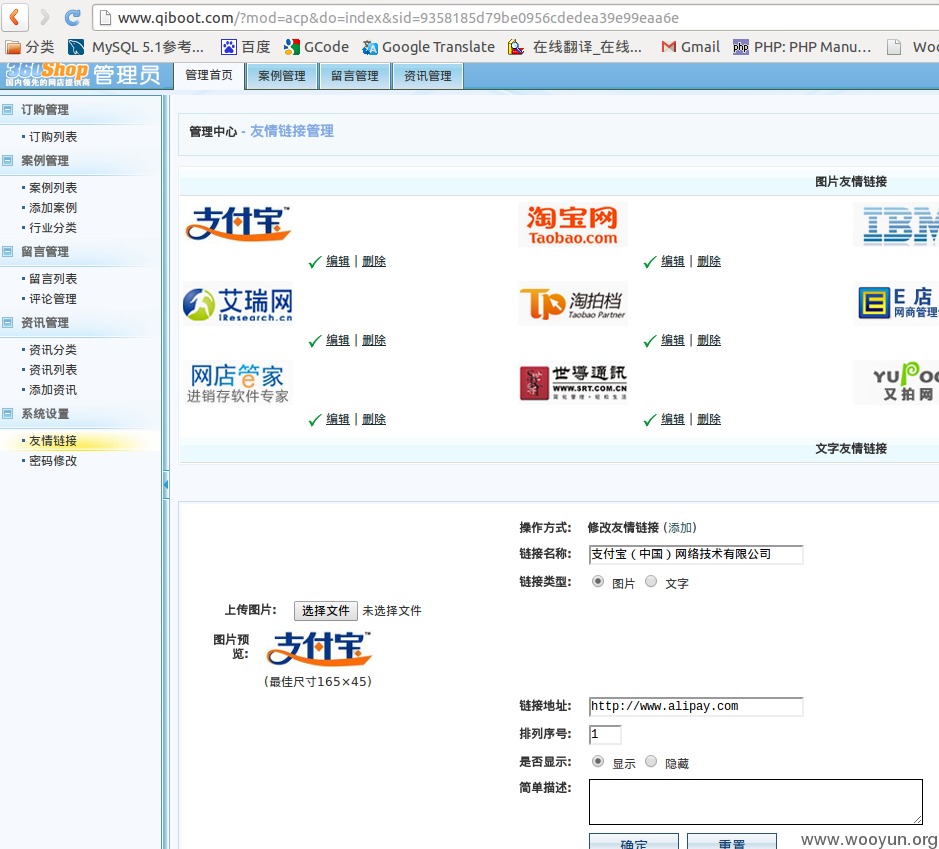 www.qiboot.com/?mod=acp&do=index&sid=9358185d79be0956cdedea39e99eaa6e
分类 MySQL 5.1参考... 百度 GCode Google Translate 在线翻译_在线... Gmail PHP: PHP Manu... Woo
360Shop 管理员 管理首页 案例管理 留言管理 资讯管理
国内领先的网店提供商
订购管理
订购列表
案例管理
案例列表
添加案例
行业分类
留言管理
留言列表
评论管理
资讯管理
资讯分类
资讯列表
添加资讯
系统设置
友情链接
密码修改
管理中心 - 友情链接管理
图片友情链接
支付宝™ 淘宝网 IBM
Taobao.com
编辑 | 删除 编辑 | 删除
艾瑞网 淘拍档 E店
iResearch.cn Taobao Partner 网商管理
编辑 | 删除 编辑 | 删除
网店管家 世導通訊 YUPOO
进销存软件专家 WWW.SRT.COM.CN 又拍网
简化管理·轻松生活
编辑 | 删除 编辑 | 删除
文字友情链接
操作方式: 修改友情链接 (添加)
链接名称: 支付宝（中国）网络技术有限公司
链接类型: 图片 文字
上传图片: 选择文件 未选择文件
图片预览: 支付宝™
(最佳尺寸165×45)
链接地址: http://www.alipay.com
排列序号: 1
是否显示: 显示 隐藏
简单描述:
确定 重置
www.wooyun.org